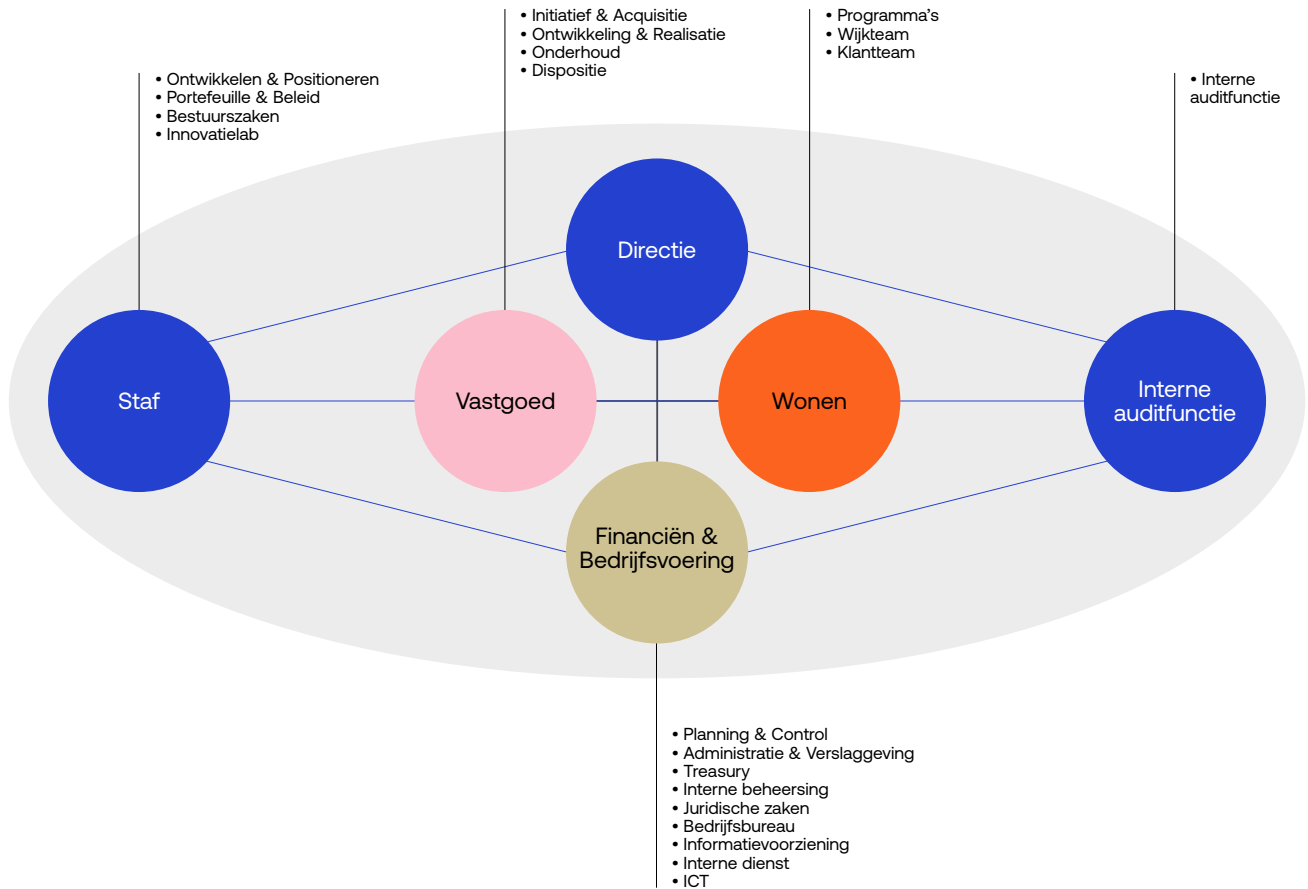 • Initiatief & Acquisitie
• Ontwikkeling & Realisatie
• Onderhoud
• Dispositie
• Programma's
• Wijkteam
• Klantteam
• Ontwikkelen & Positioneren
• Portefeuille & Beleid
• Bestuurszaken
• Innovatielab
• Interne
auditfunctie
Directie
Staf
Vastgoed
Wonen
Interne
auditfunctie
Financiën &
Bedrijfsvoering
• Planning & Control
• Administratie & Verslaggeving
• Treasury
• Interne beheersing
• Juridische zaken
• Bedrijfsbureau
• Informatievoorziening
• Interne dienst
• ICT